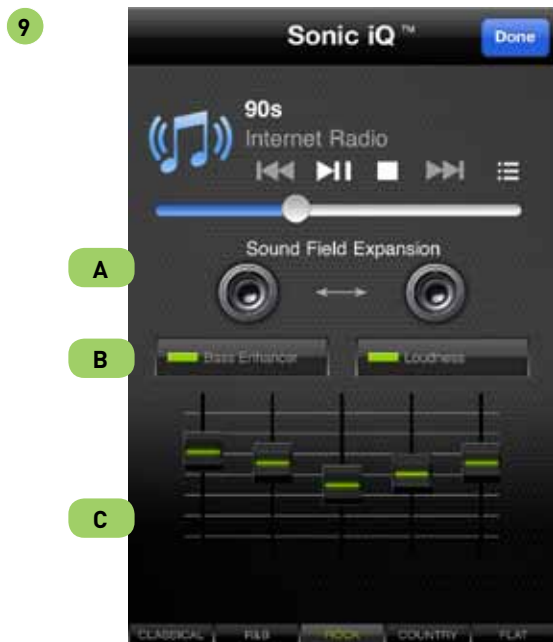 9
Sonic iQ™
Done
90s
Internet Radio
A
Sound Field Expansion
B
Bass Enhancer Loudness
C
CLASSICAL R&B ROCK COUNTRY FLAT